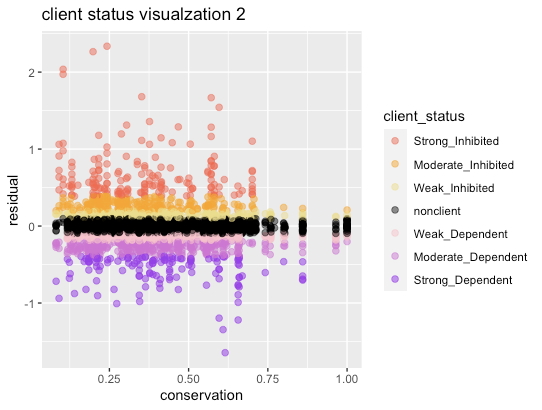 client status visualzation 2
2
1
0
-1
residual
0.25
0.50
0.75
1.00
conservation
client_status
Strong_Inhibited
Moderate_Inhibited
Weak_Inhibited
nonclient
Weak_Dependent
Moderate_Dependent
Strong_Dependent